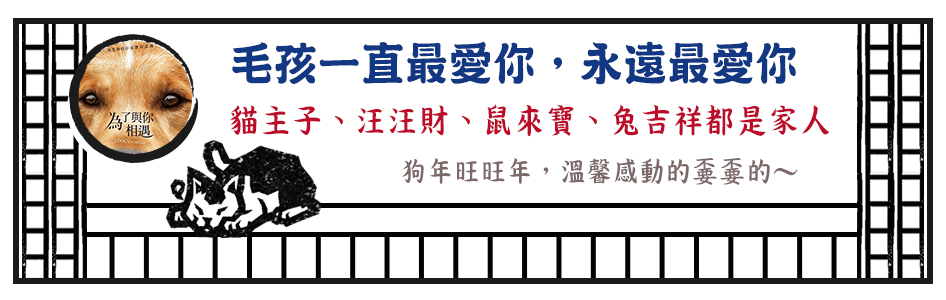 毛孩一直最愛你，永遠最愛你
貓主子、汪汪財、鼠來寶、兔吉祥都是家人
狗年旺旺年，溫馨感動的嫑嫑的～
為了與你
相遇